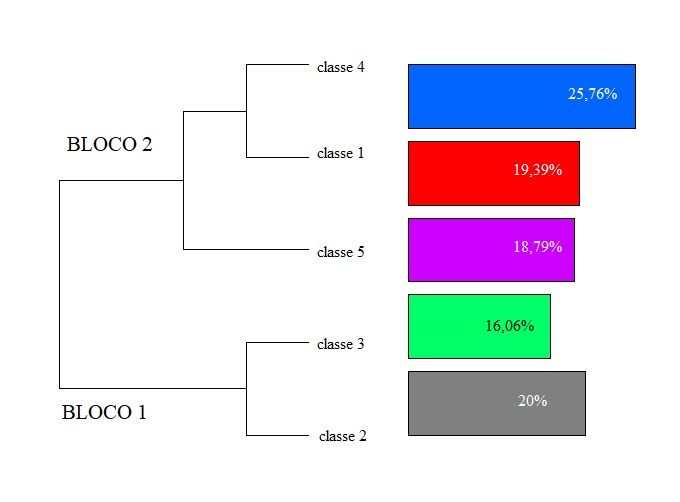 classe 4
25,76%
BLOCO 2
classe 1
19,39%
classe 5
18,79%
classe 3
16,06%
BLOCO 1
classe 2
20%